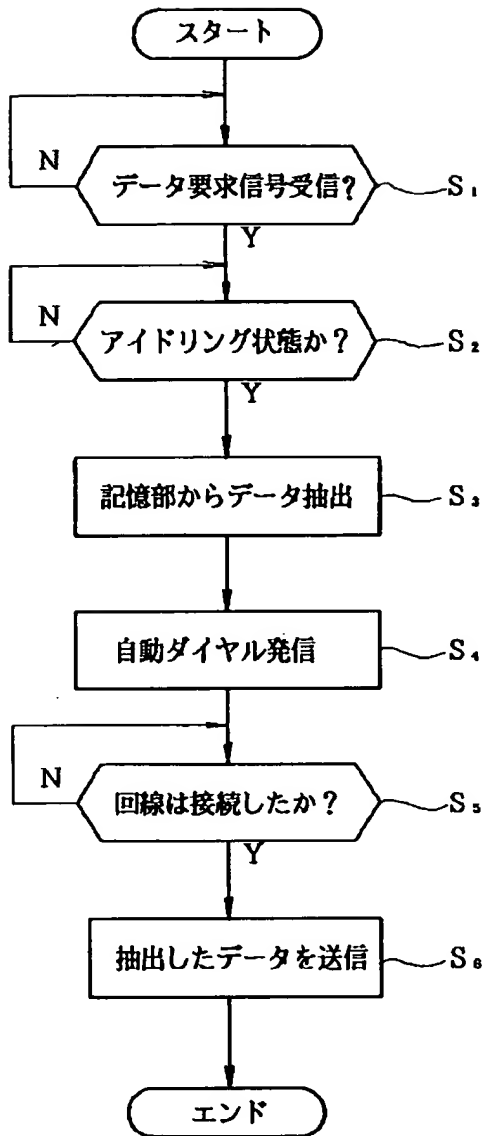 スタート
N
データ要求信号受信? S₁
Y
N
アイドリング状態か? S₂
Y
記憶部からデータ抽出 S₃
自動ダイヤル発信 S₄
N
回線は接続したか? S₅
Y
抽出したデータを送信 S₆
エンド